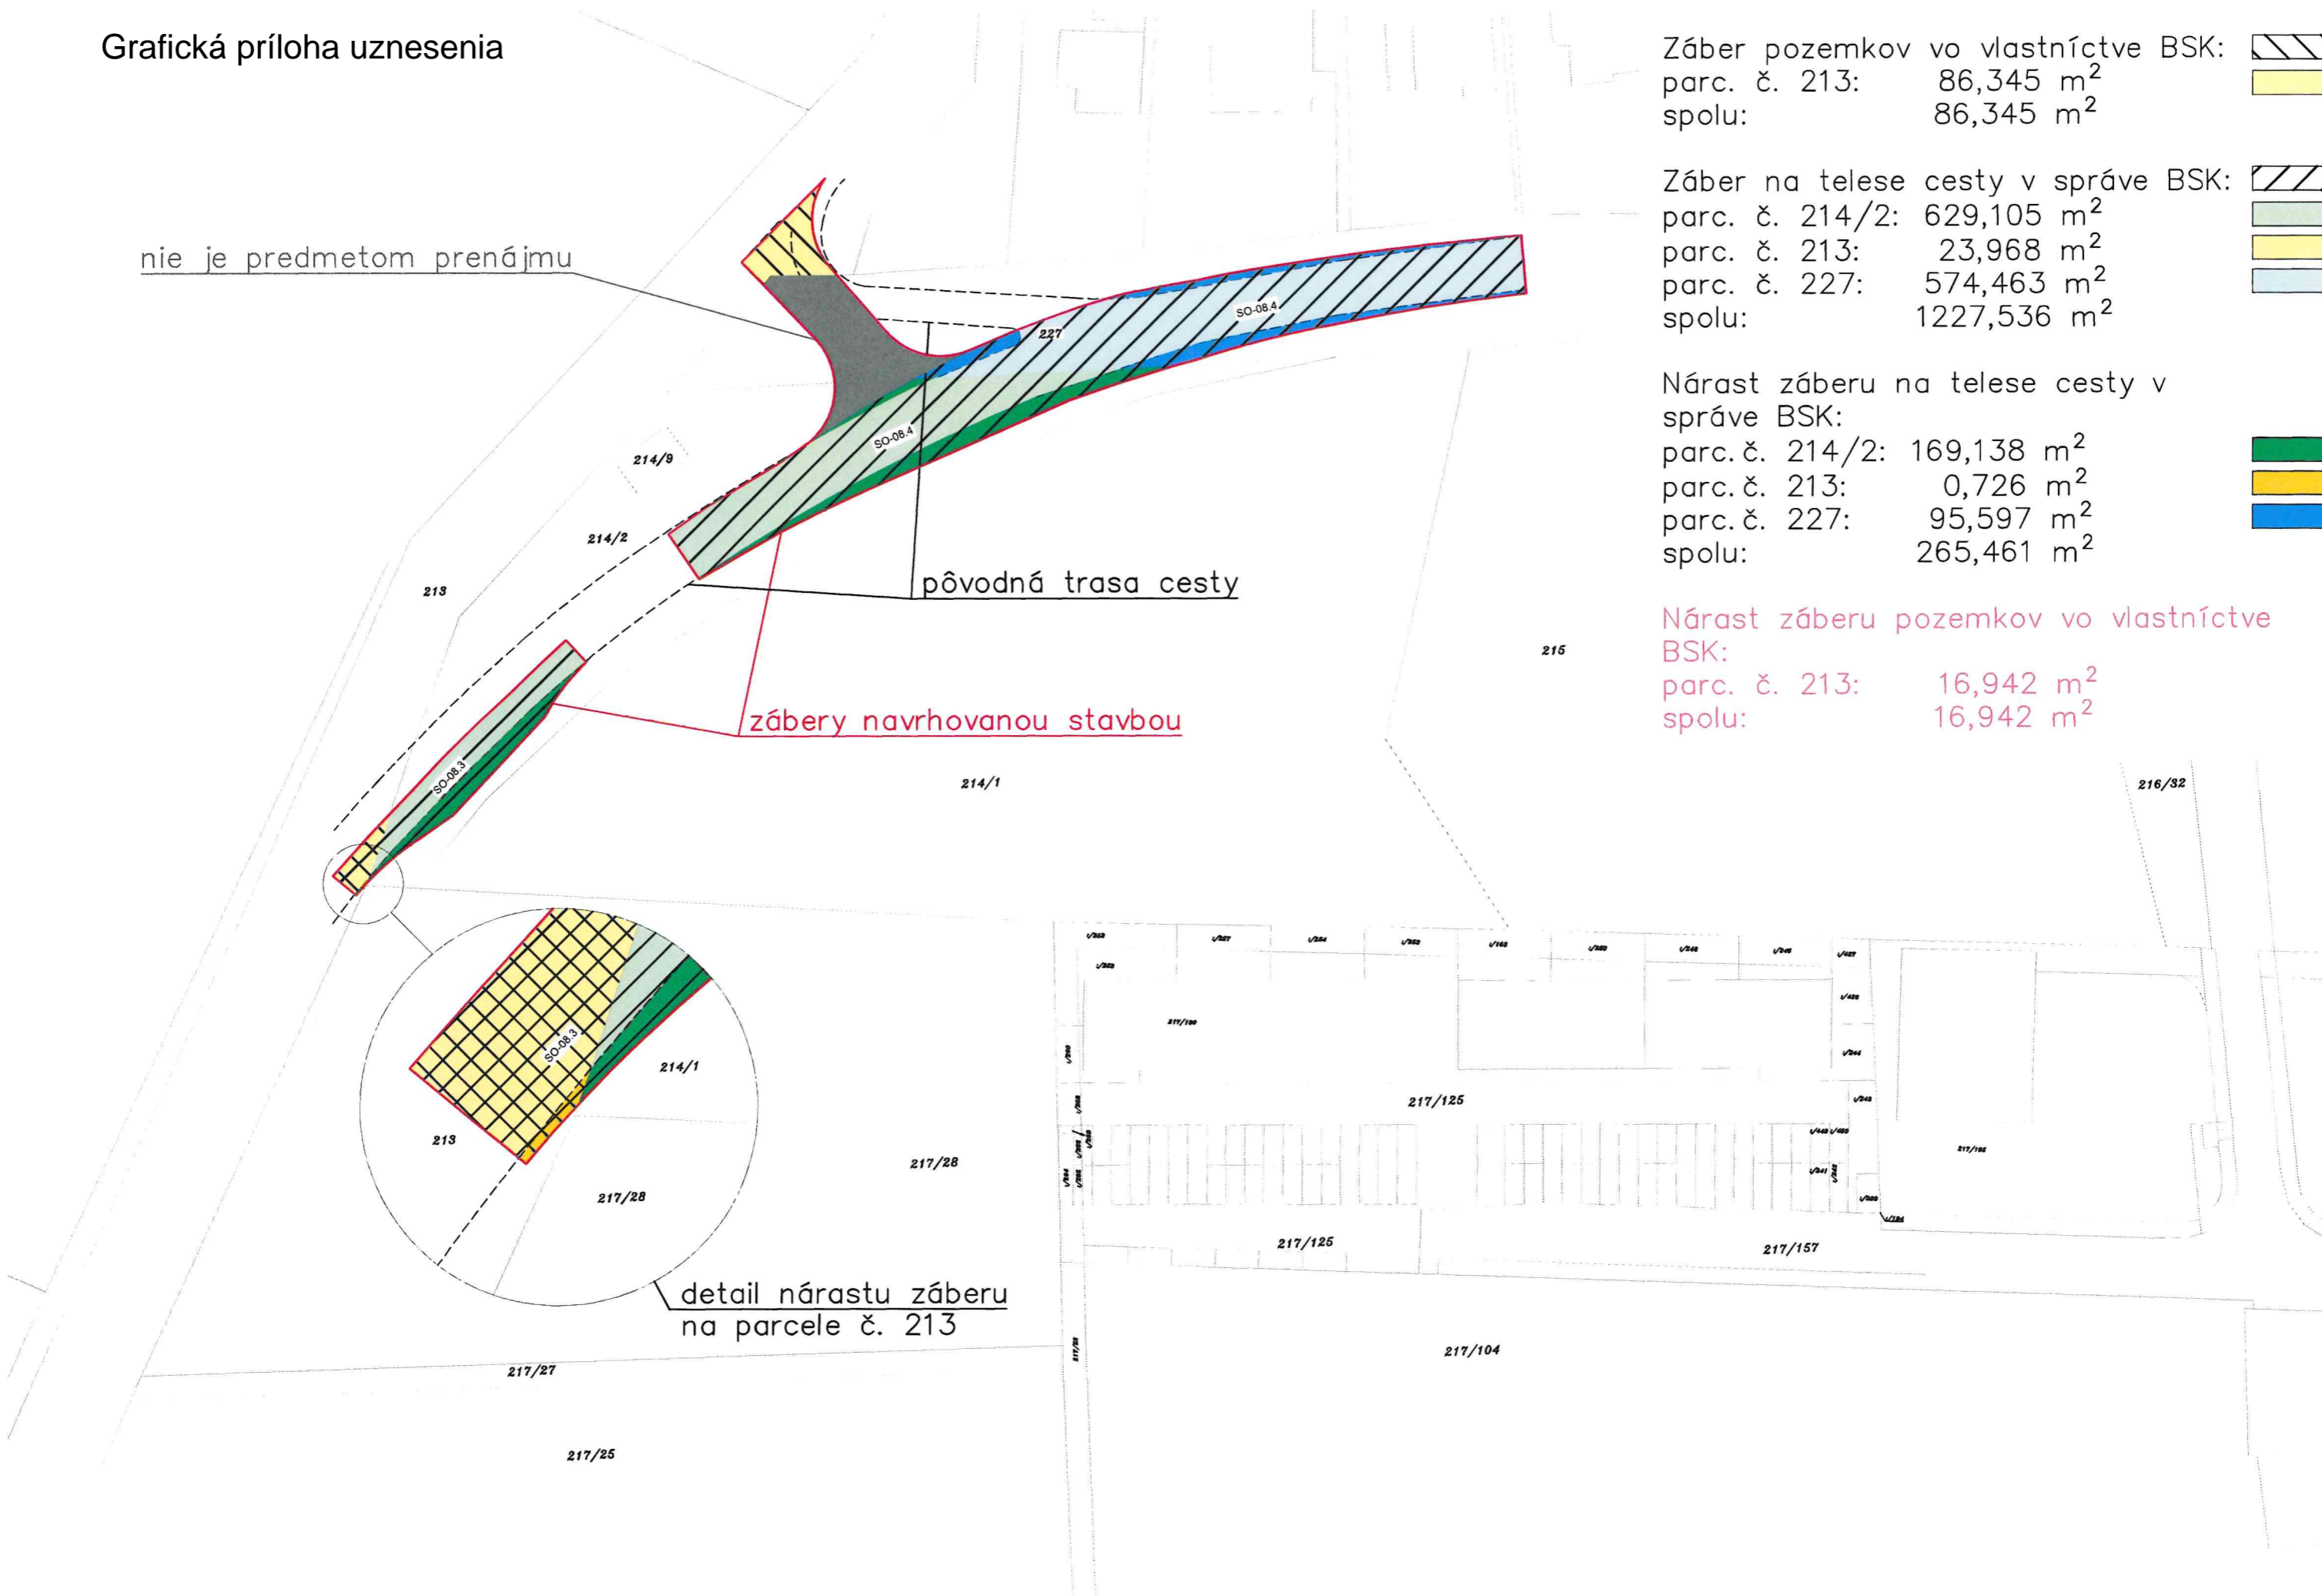 Grafická príloha uznesenia
Záber pozemkov vo vlastníctve BSK:
parc. č. 213: 86,345 m²
spolu: 86,345 m²
Záber na telese cesty v správe BSK:
parc. č. 214/2: 629,105 m²
parc. č. 213: 23,968 m²
parc. č. 227: 574,463 m²
spolu: 1227,536 m²
Nárast záberu na telese cesty v
správe BSK:
parc.č. 214/2: 169,138 m²
parc.č. 213: 0,726 m²
parc.č. 227: 95,597 m²
spolu: 265,461 m²
Nárast záberu pozemkov vo vlastníctve
BSK:
parc. č. 213: 16,942 m²
spolu: 16,942 m²
nie je predmetom prenájmu
SO-08.4
227
SO-08.4
214/9
214/2
213
pôvodná trasa cesty
215
zábery navrhovanou stavbou
SO-08.3
214/1
216/32
SO-08.3
214/1
213
217/28
217/28
217/125
217/125
217/157
detail nárastu záberu
na parcele č. 213
217/27
217/104
217/25